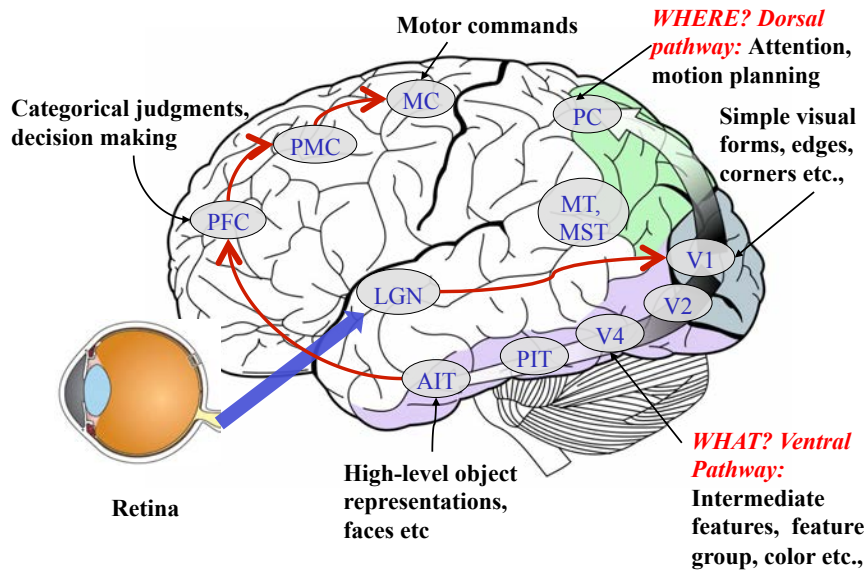 Motor commands
WHERE? Dorsal
pathway: Attention,
motion planning
Categorical judgments,
decision making
Simple visual
forms, edges,
corners etc.,
MC
PC
PMC
MT,
MST
PFC
V1
LGN
V2
V4
PIT
AIT
WHAT? Ventral
Pathway:
Intermediate
features, feature
group, color etc.,
High-level object
representations,
faces etc
Retina